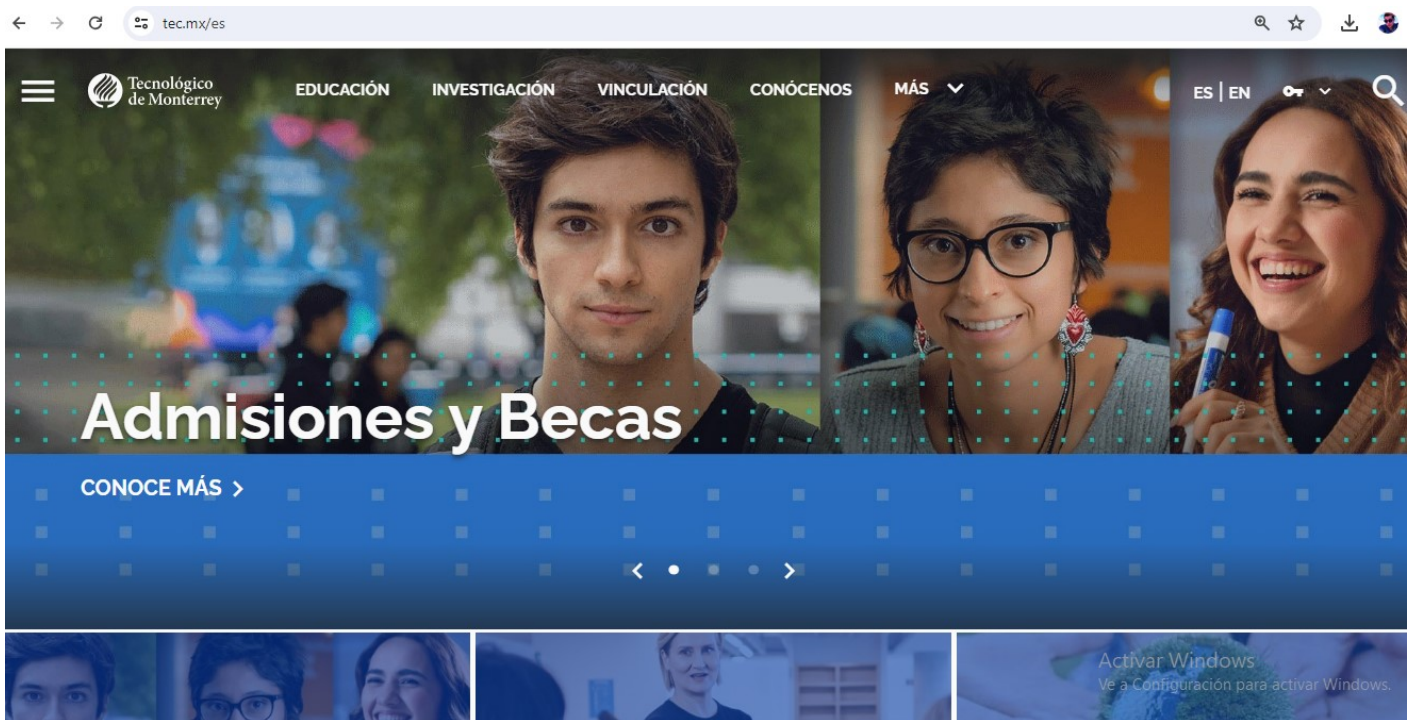 tec.mx/es
Tecnológico
de Monterrey
EDUCACIÓN INVESTIGACIÓN VINCULACIÓN CONÓCENOS MÁS
ES | EN
Admisiones y Becas
CONOCE MÁS >
Activar Windows
Ve a Configuración para activar Windows.